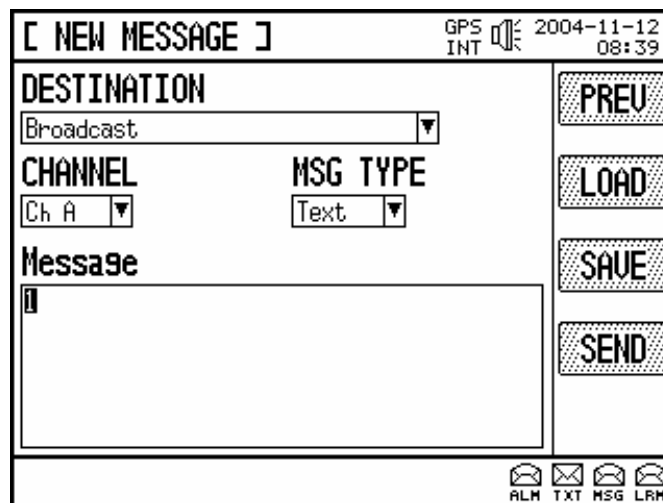 [ NEW MESSAGE ]
GPS INT
2004-11-12
08:39
DESTINATION
Broadcast
CHANNEL
MSG TYPE
Ch A
Text
Message
1
PREV
LOAD
SAVE
SEND
ALM TXT MSG LRM